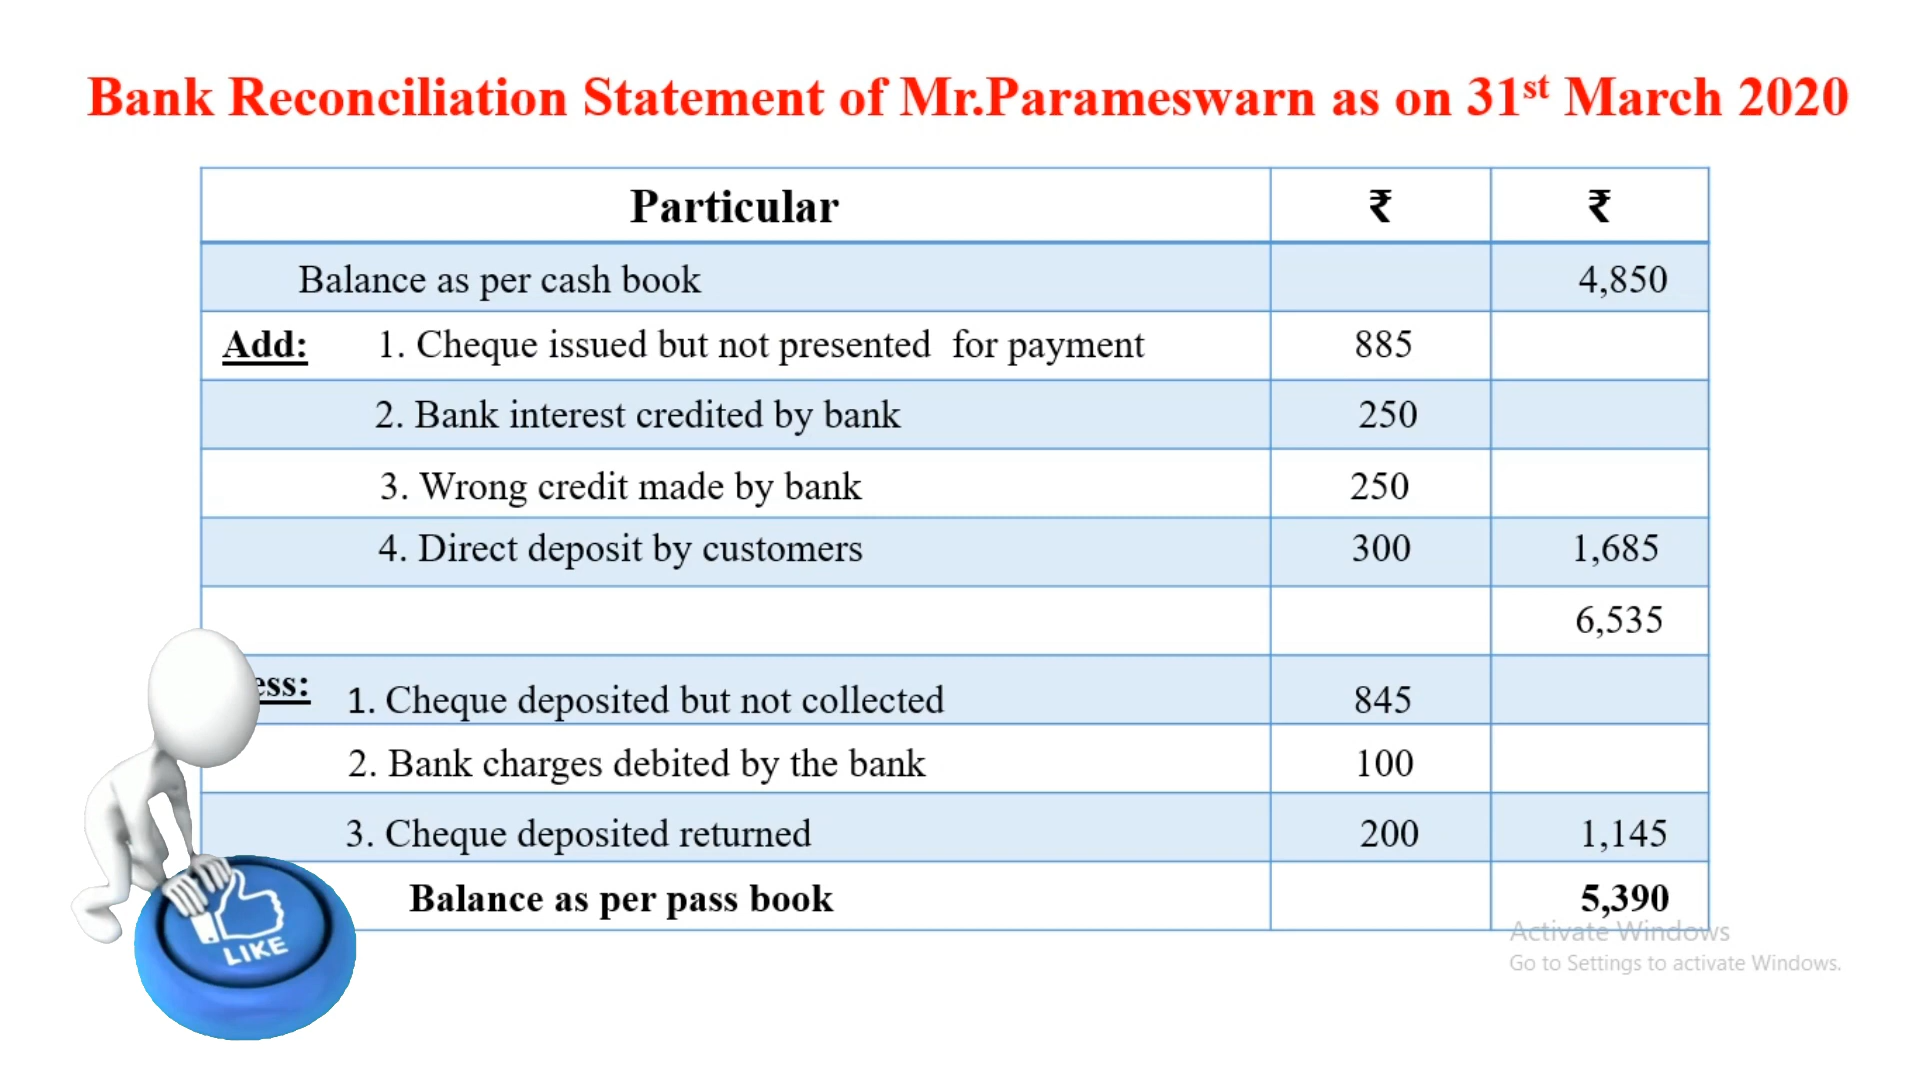 Bank Reconciliation Statement of Mr.Parameswarn as on 31st March 2020
Particular ₹ ₹
Balance as per cash book 4,850
Add: 1. Cheque issued but not presented for payment 885
2. Bank interest credited by bank 250
3. Wrong credit made by bank 250
4. Direct deposit by customers 300 1,685
6,535
ess: 1. Cheque deposited but not collected 845
2. Bank charges debited by the bank 100
3. Cheque deposited returned 200 1,145
Balance as per pass book 5,390
LIKE
Activate Windows
Go to Settings to activate Windows.